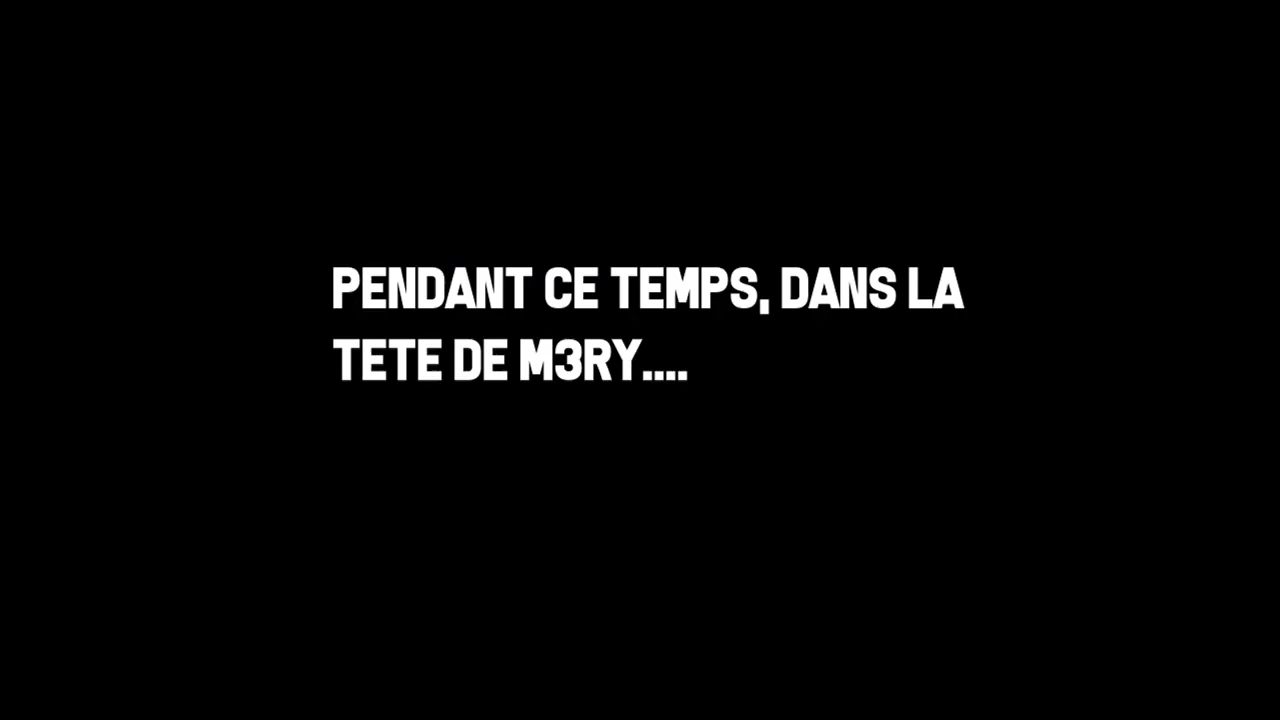 PENDANT CE TEMPS, DANS LA
TETE DE M3RY....